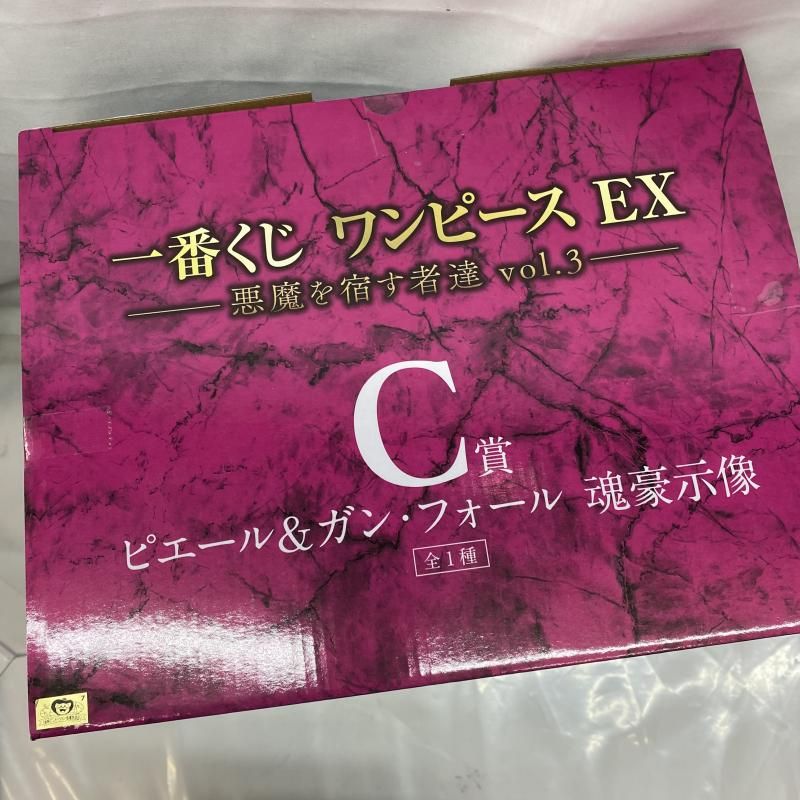 一番くじ ワンピース EX
悪魔を宿す者達 vol.3
C賞
ピエール&ガン・フォール 魂豪示像
全1種